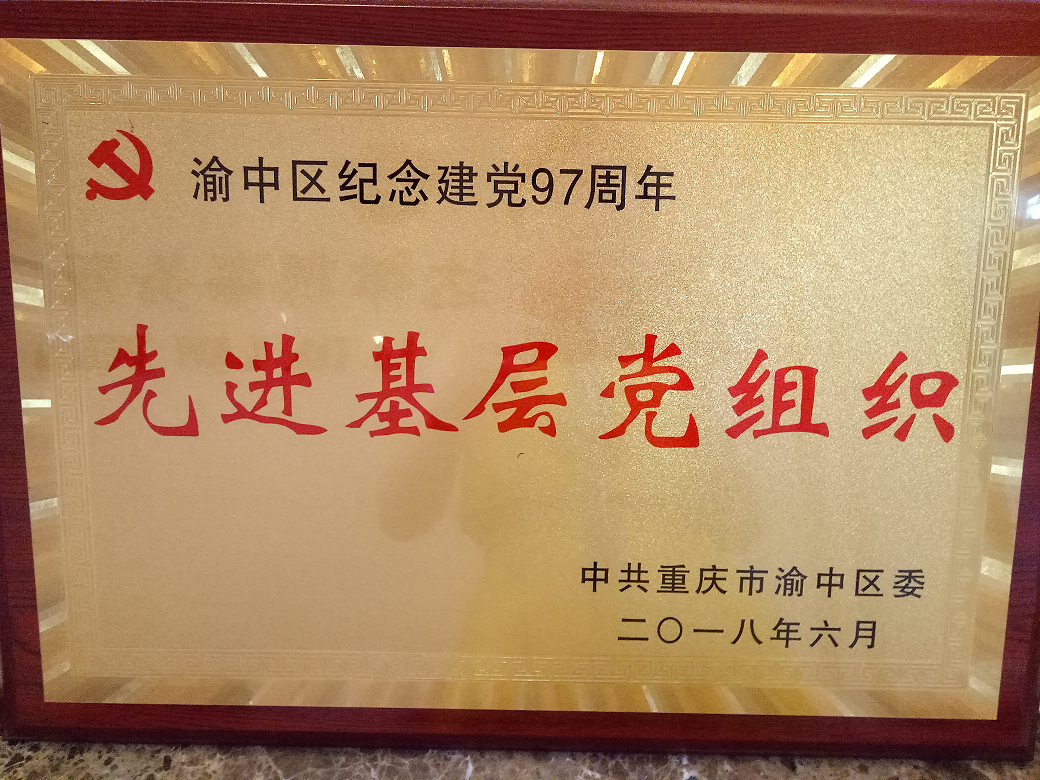 渝中区纪念建党97周年
先进基层党组织
中共重庆市渝中区委
二〇一八年六月